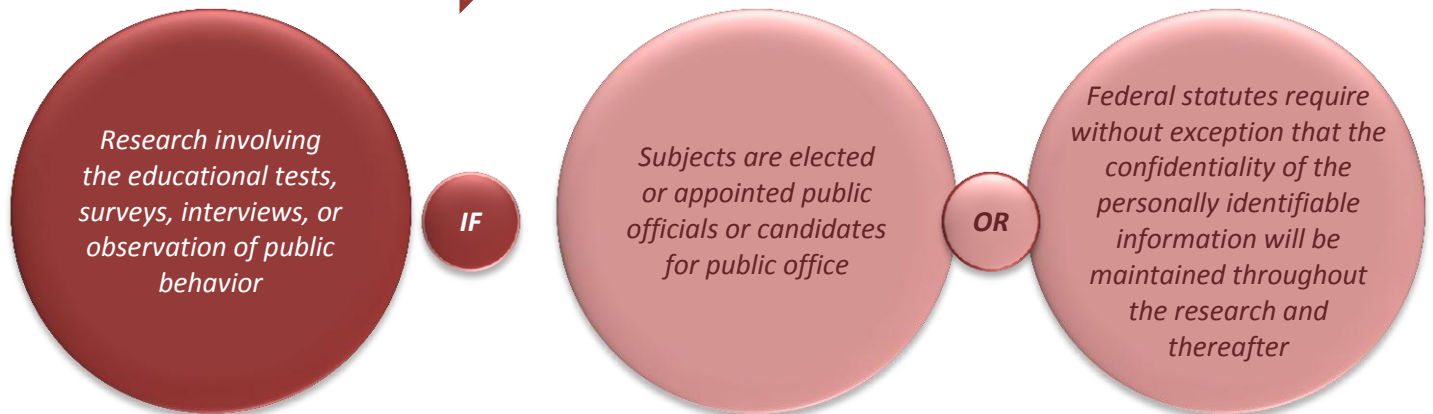 Research involving
the educational tests,
surveys, interviews, or
observation of public
behavior
IF
Subjects are elected
or appointed public
officials or candidates
for public office
OR
Federal statutes require
without exception that the
confidentiality of the
personally identifiable
information will be
maintained throughout
the research and
thereafter